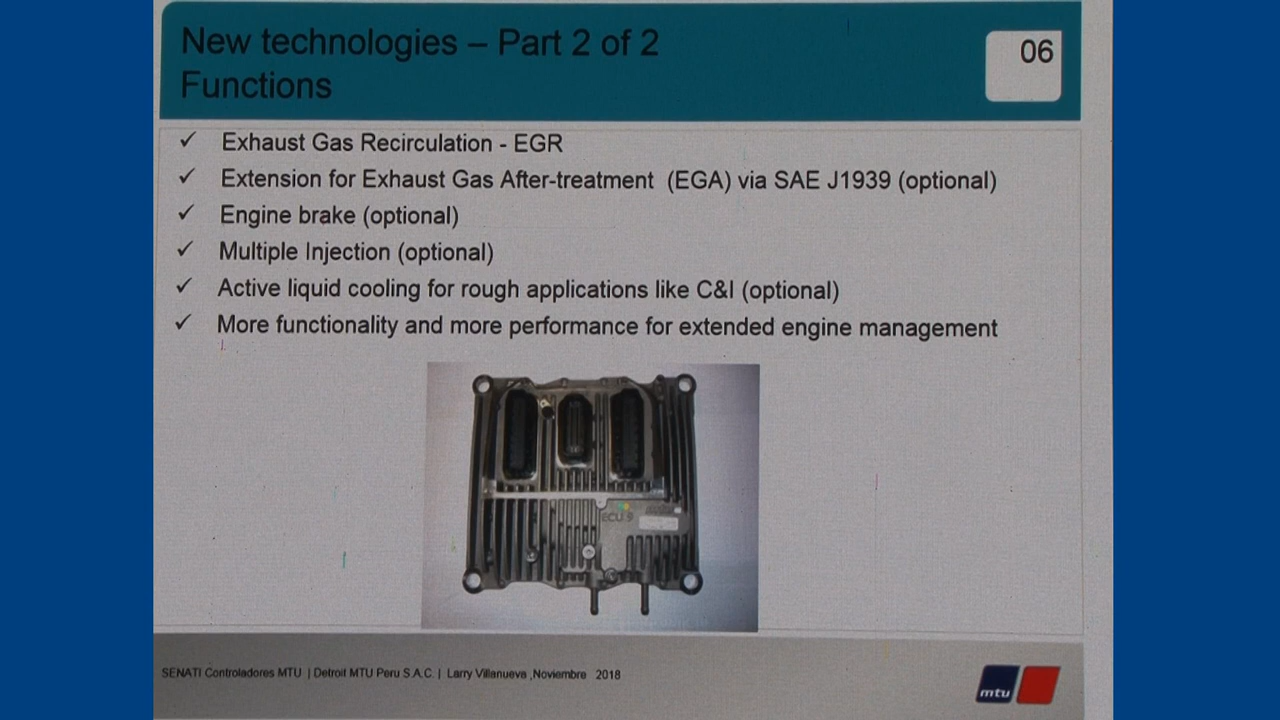 New technologies – Part 2 of 2
Functions
06
✓ Exhaust Gas Recirculation - EGR
✓ Extension for Exhaust Gas After-treatment (EGA) via SAE J1939 (optional)
✓ Engine brake (optional)
✓ Multiple Injection (optional)
✓ Active liquid cooling for rough applications like C&I (optional)
✓ More functionality and more performance for extended engine management
ECU 9
SENATI Controladores MTU | Detroit MTU Peru S.A.C. | Larry Villanueva ,Noviembre 2018
mtu